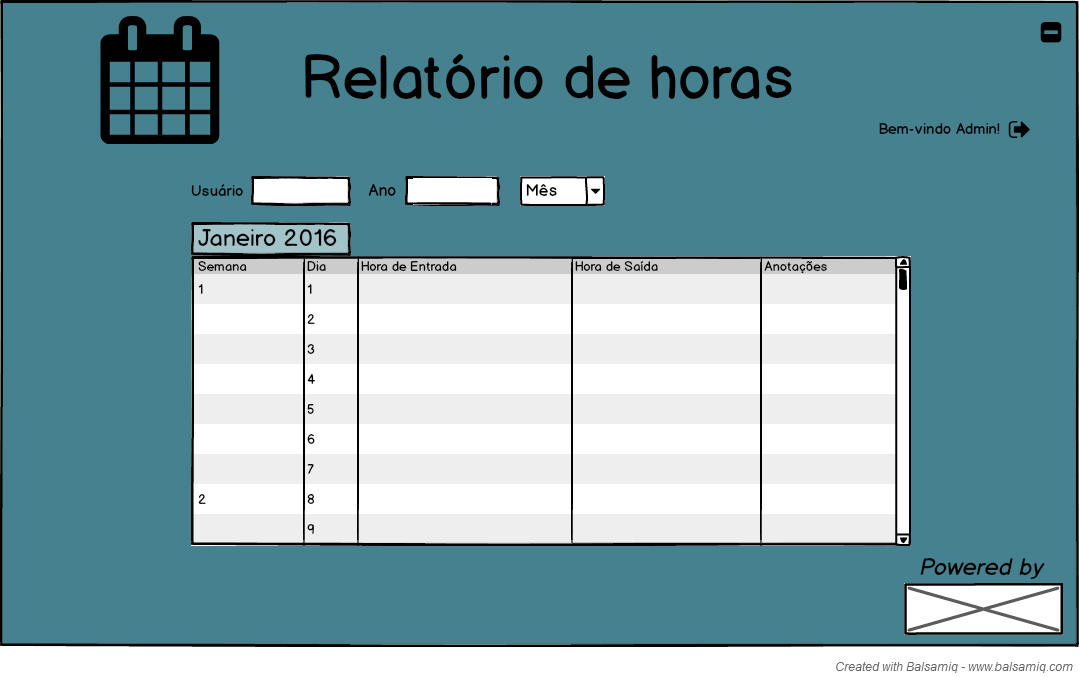 Relatório de horas
Bem-vindo Admin!
Usuário Ano Mês
Janeiro 2016
Semana Dia Hora de Entrada Hora de Saída Anotações
1 1
2
3
4
5
6
7
2 8
9
Powered by
Created with Balsamiq - www.balsamiq.com